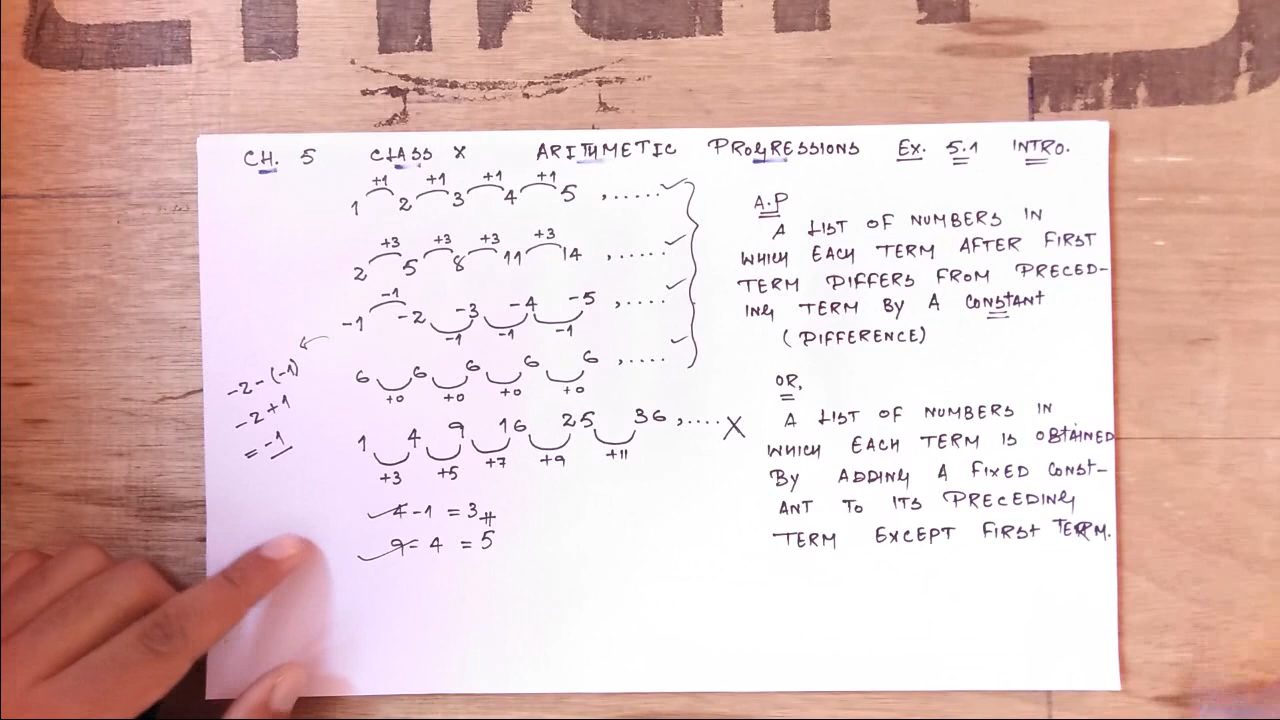 CH. 5 CLASS X ARITHMETIC PROGRESSIONS Ex. 5.1 INTRO.
+1 +1 +1 +1
1 2 3 4 5 , .....
+3 +3 +3 +3
2 5 8 11 14 , .....
-1
-1 -2 -3 -4 -5 , .....
-1 -1 -1
6 6 6 6 6 , .....
+0 +0 +0 +0
1 4 9 16 25 36 , .... X
+3 +5 +7 +9 +11
4 - 1 = 3
9 - 4 = 5
-2 - (-1)
-2 + 1
= -1
A.P
A LIST OF NUMBERS IN
WHICH EACH TERM AFTER FIRST
TERM DIFFERS FROM PRECED-
ING TERM BY A CONSTANT
(DIFFERENCE)
OR,
A LIST OF NUMBERS IN
WHICH EACH TERM IS OBTAINED
BY ADDING A FIXED CONST-
ANT TO ITS PRECEDING
TERM EXCEPT FIRST TERM.